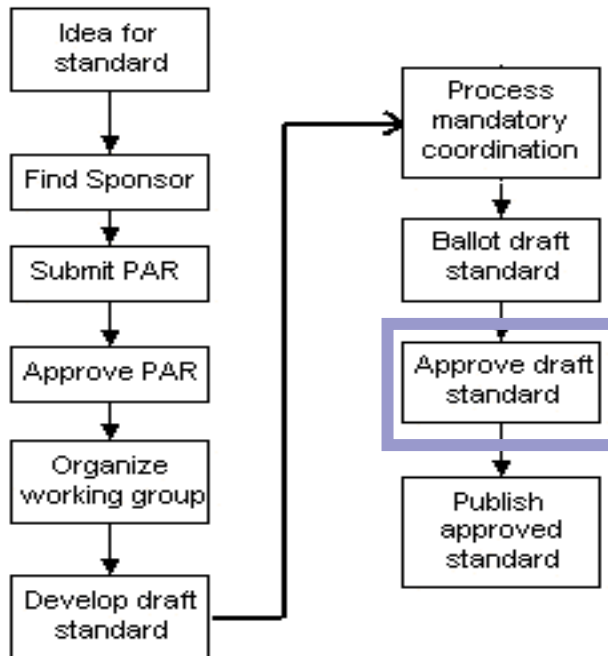 Idea for
standard
Find Sponsor
Submit PAR
Approve PAR
Organize
working group
Develop draft
standard
Process
mandatory
coordination
Ballot draft
standard
Approve draft
standard
Publish
approved
standard